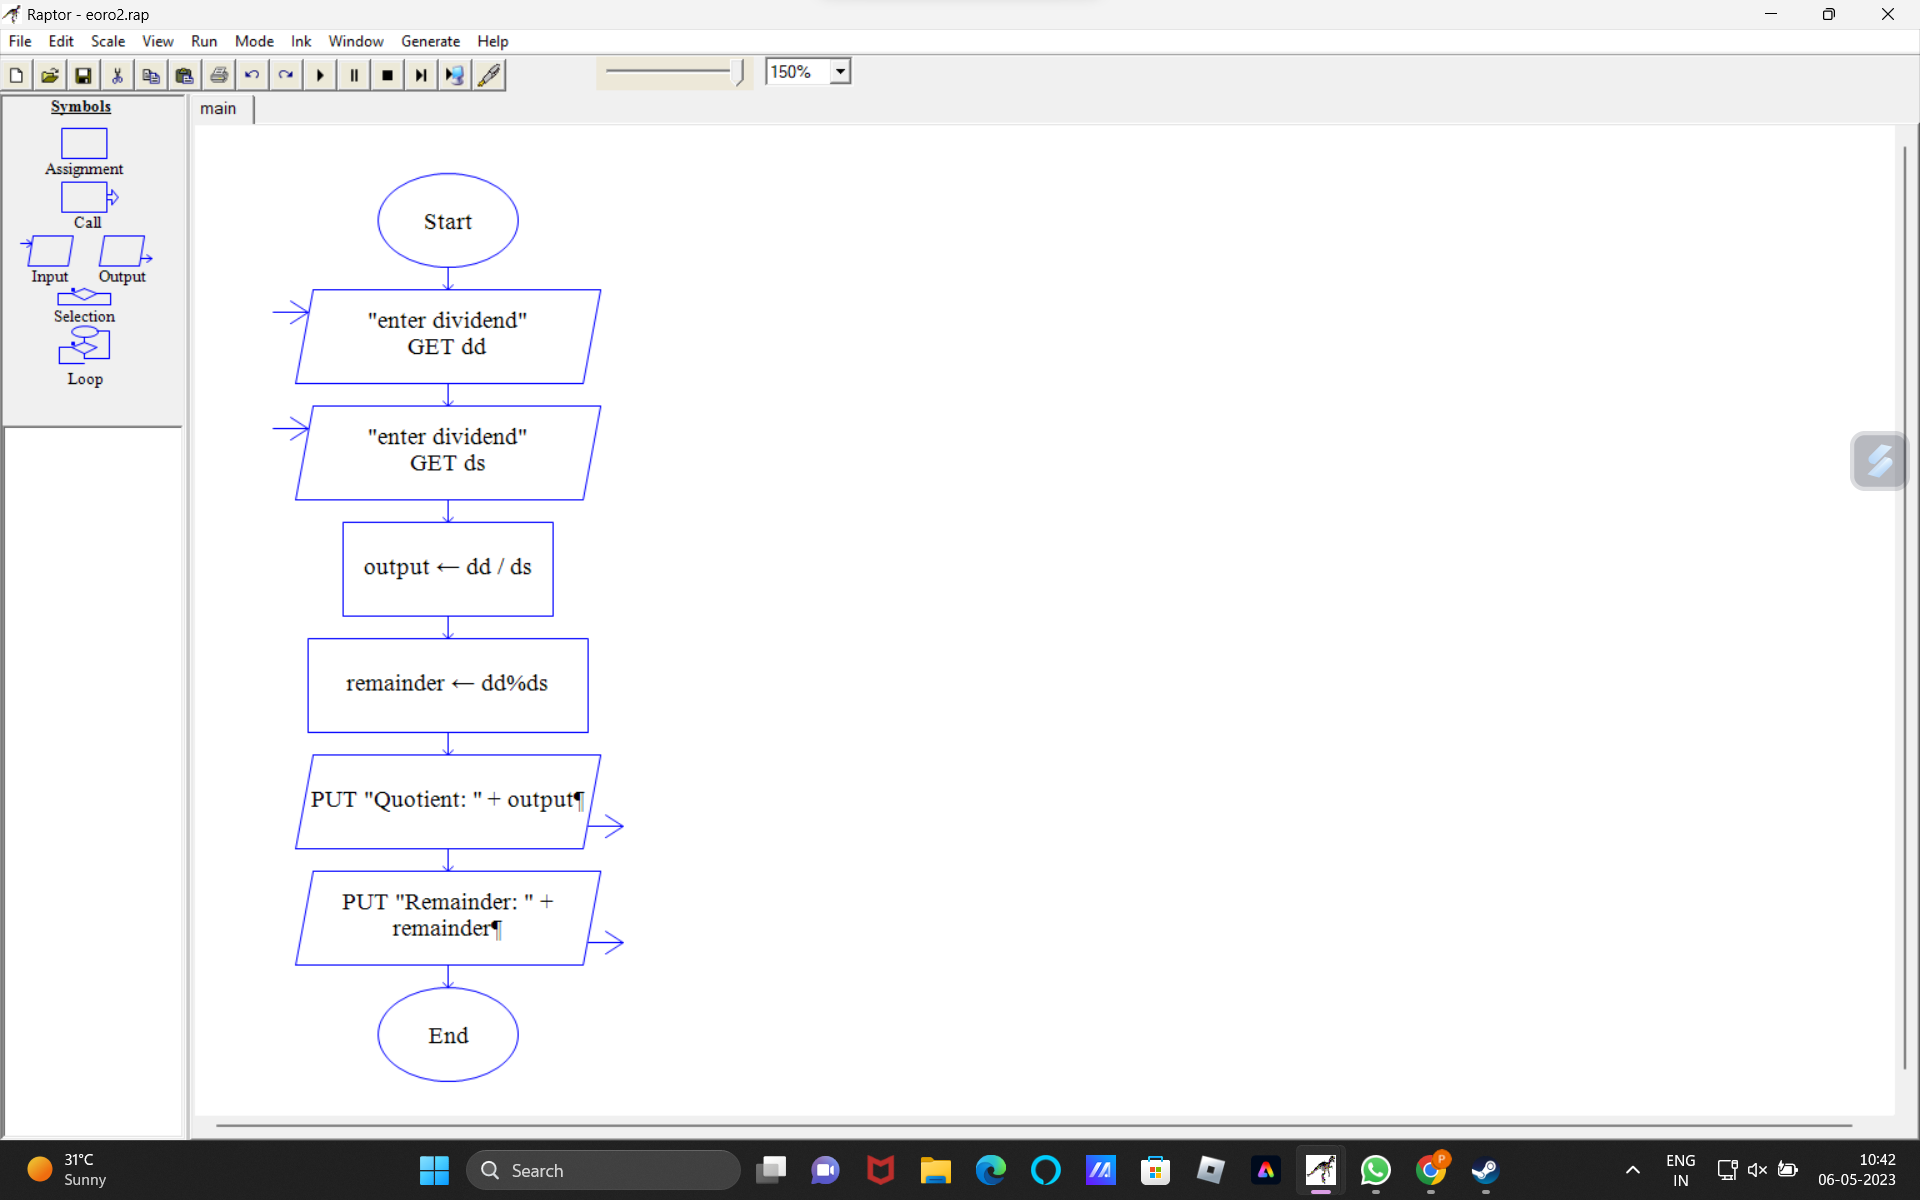 Raptor - eoro2.rap
File Edit Scale View Run Mode Ink Window Generate Help
150%
Symbols
Assignment
Call
Input Output
Selection
Loop
main
Start
"enter dividend"
GET dd
"enter dividend"
GET ds
output ← dd / ds
remainder ← dd%ds
PUT "Quotient: " + output¶
PUT "Remainder: " +
remainder¶
End
31°C
Sunny
Search
P
ENG
IN
10:42
06-05-2023